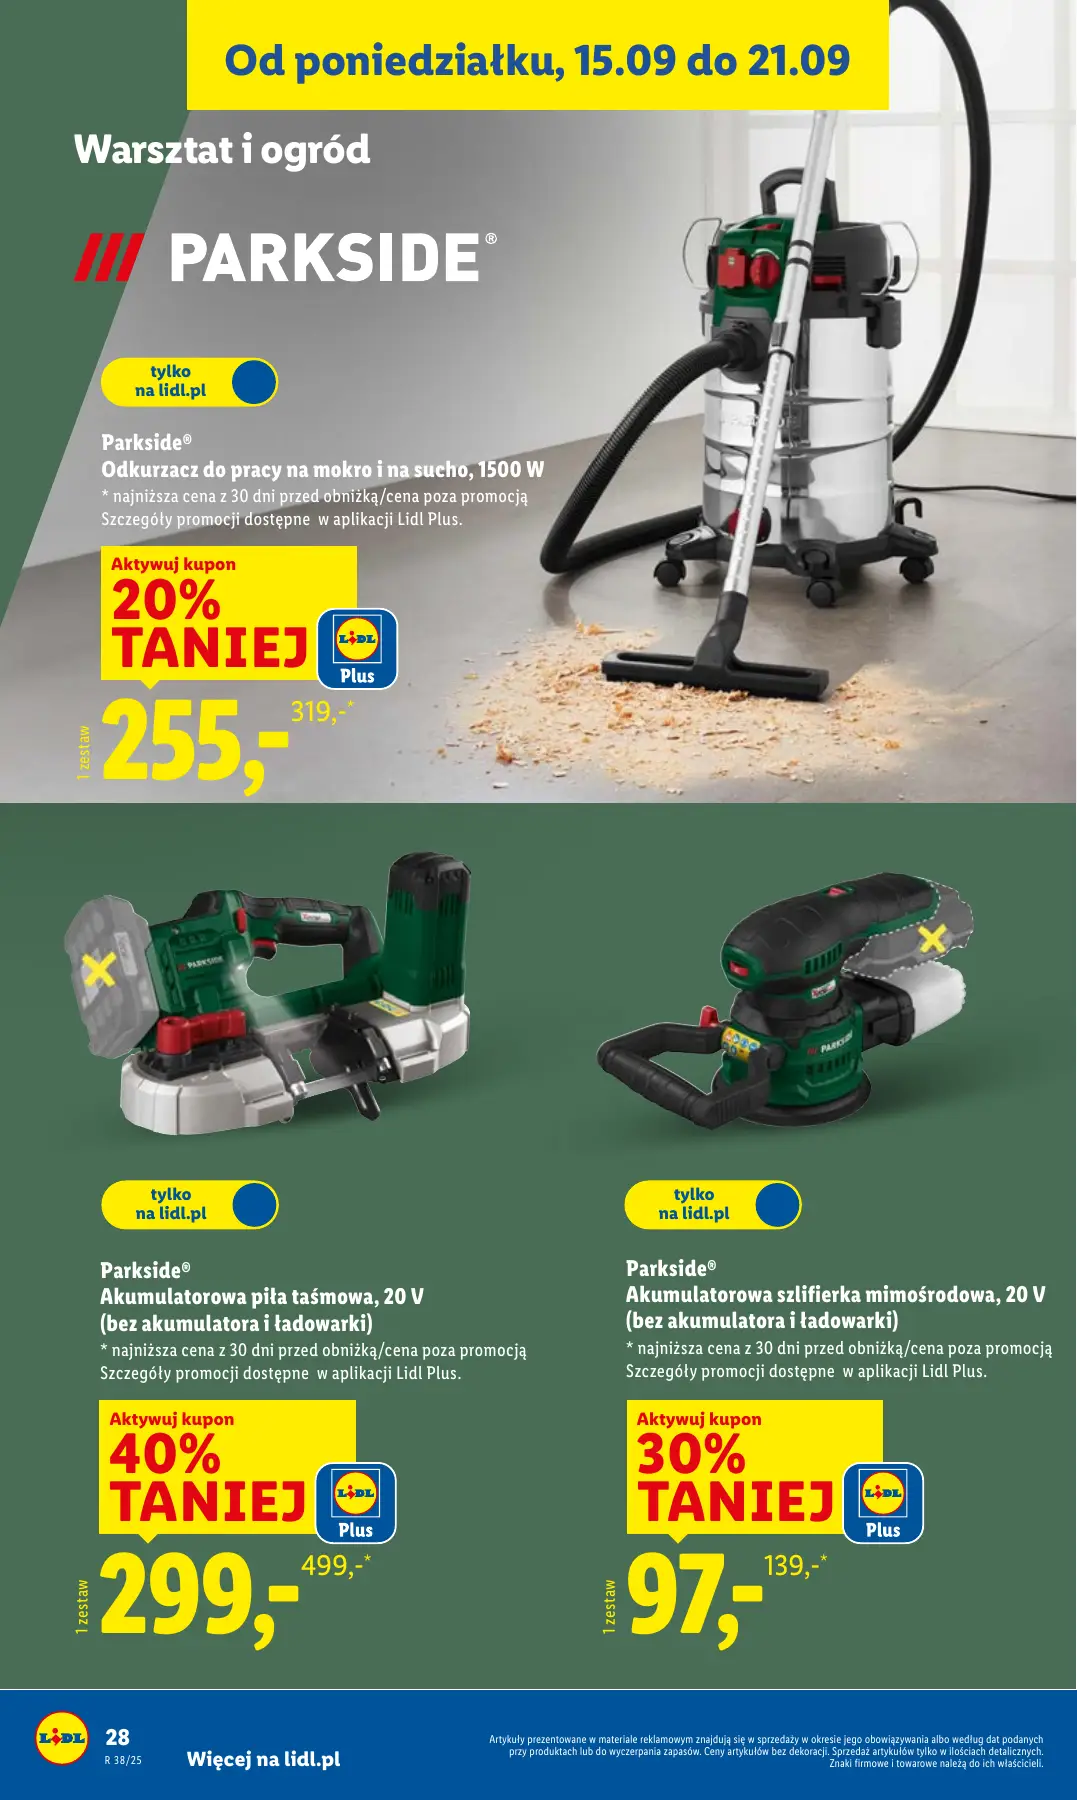 Od poniedziałku, 15.09 do 21.09
Warsztat i ogród
PARKSIDE®
tylko
na lidl.pl
Parkside®
Odkurzacz do pracy na mokro i na sucho, 1500 W
* najniższa cena z 30 dni przed obniżką/cena poza promocją
Szczegóły promocji dostępne w aplikacji Lidl Plus.
Aktywuj kupon
20%
TANIEJ
LIDL
Plus
319,-*
255,-
1 zestaw
PARKSIDE
PARKSIDE
tylko
na lidl.pl
Parkside®
Akumulatorowa piła taśmowa, 20 V
(bez akumulatora i ładowarki)
* najniższa cena z 30 dni przed obniżką/cena poza promocją
Szczegóły promocji dostępne w aplikacji Lidl Plus.
Aktywuj kupon
40%
TANIEJ
LIDL
Plus
499,-*
299,-
1 zestaw
tylko
na lidl.pl
Parkside®
Akumulatorowa szlifierka mimośrodowa, 20 V
(bez akumulatora i ładowarki)
* najniższa cena z 30 dni przed obniżką/cena poza promocją
Szczegóły promocji dostępne w aplikacji Lidl Plus.
Aktywuj kupon
30%
TANIEJ
LIDL
Plus
139,-*
97,-
1 zestaw
LIDL
28
R 38/25
Więcej na lidl.pl
Artykuły prezentowane w materiale reklamowym znajdują się w sprzedaży w okresie jego obowiązywania albo według dat podanych
przy produktach lub do wyczerpania zapasów. Ceny artykułów bez dekoracji. Sprzedaż artykułów tylko w ilościach detalicznych.
Znaki firmowe i towarowe należą do ich właścicieli.